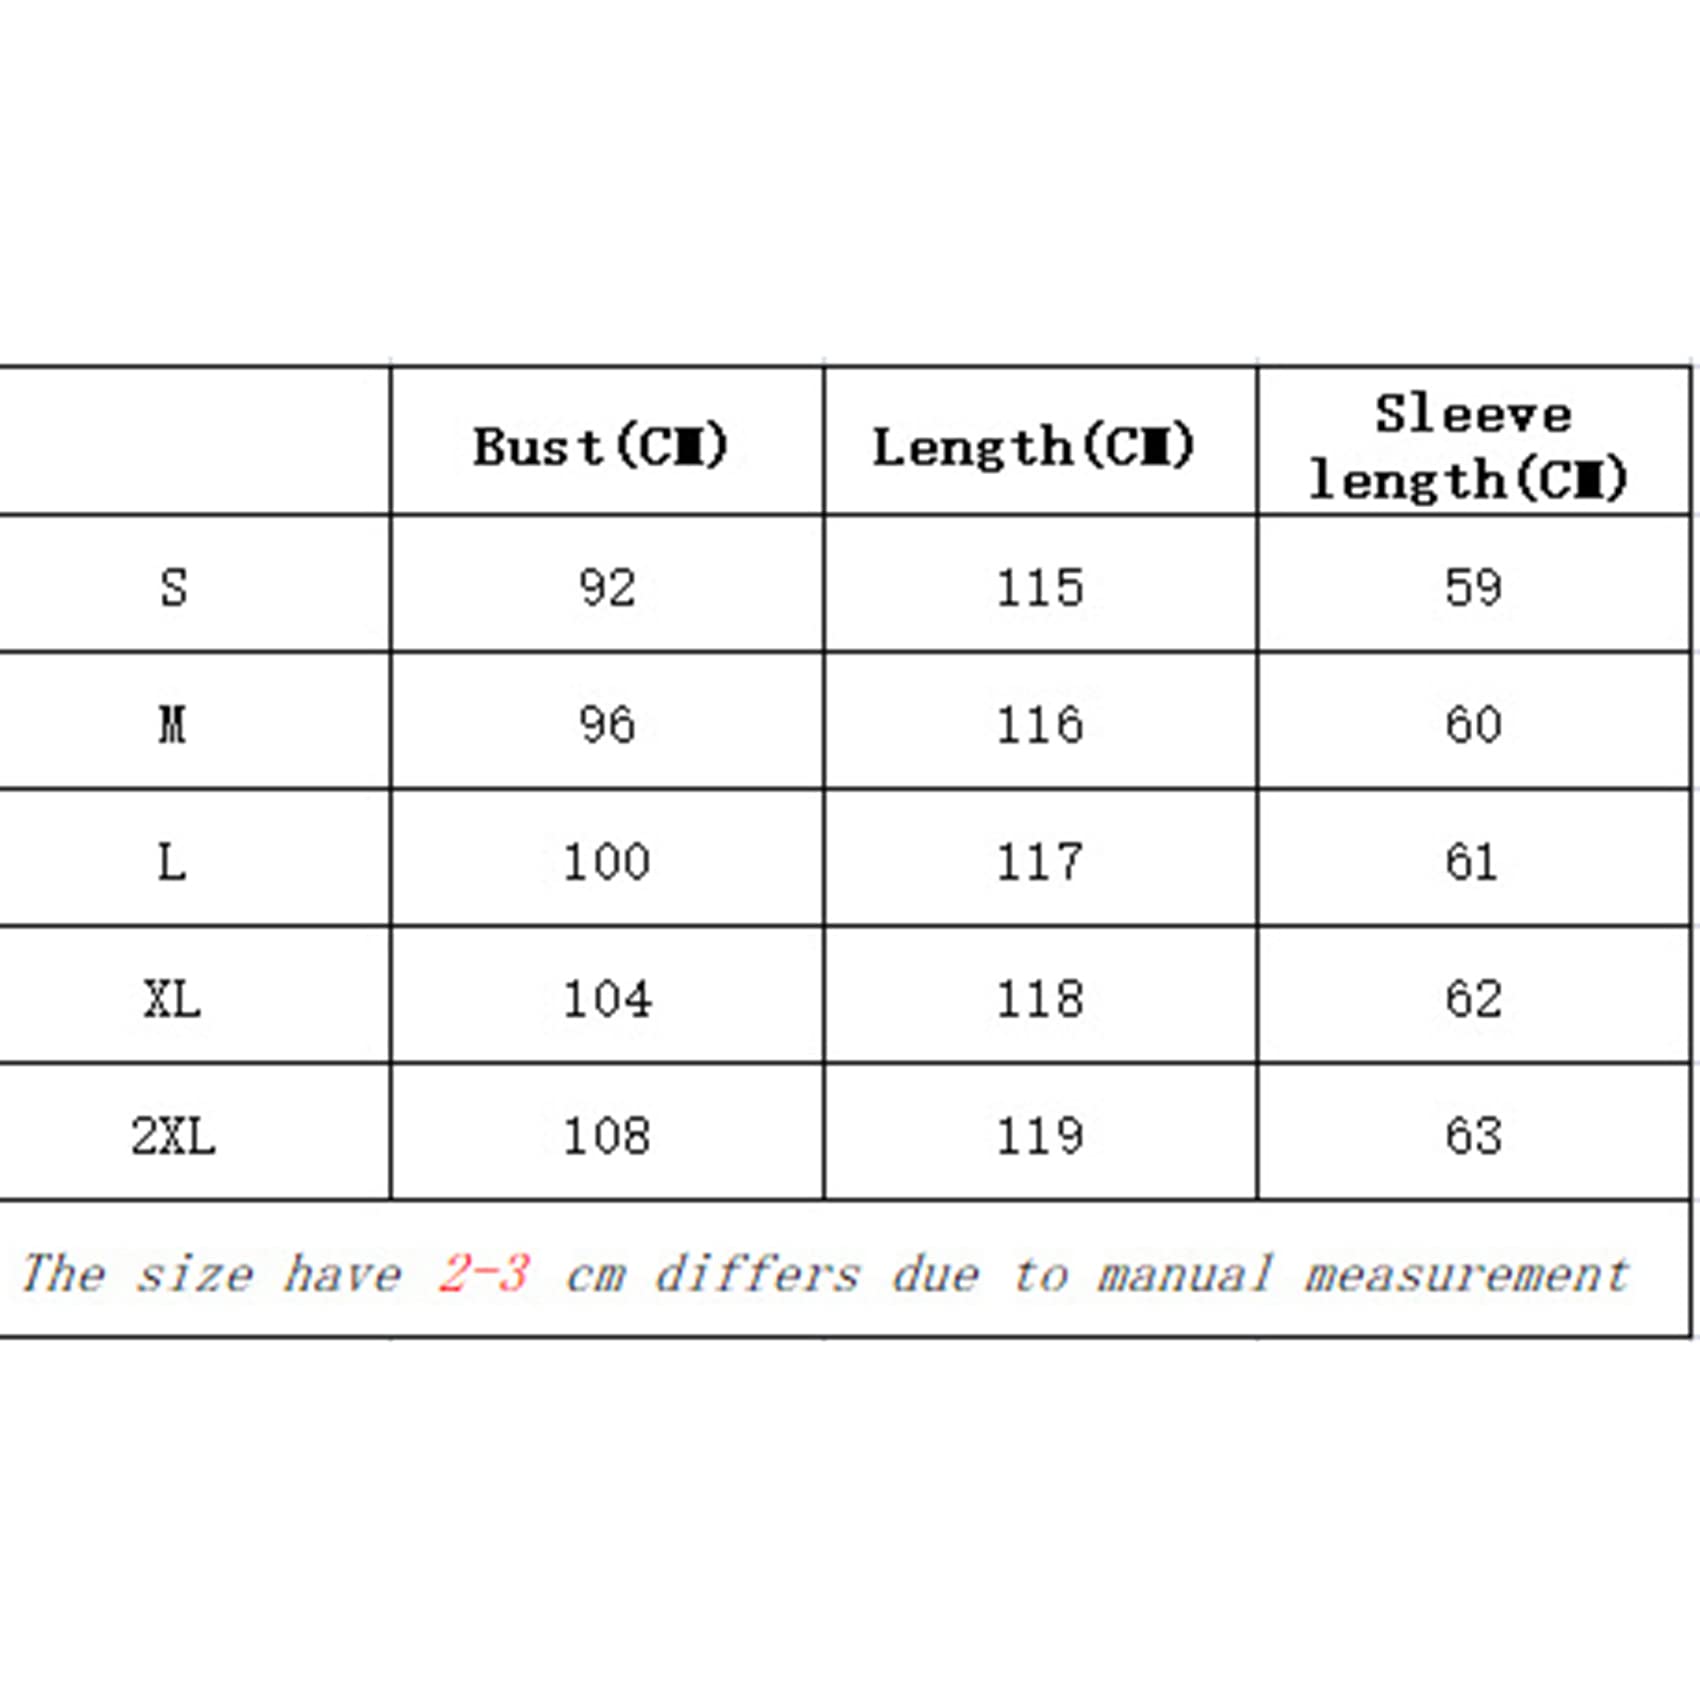 Bust(CM) Length(CM) Sleeve length(CM)
S 92 115 59
M 96 116 60
L 100 117 61
XL 104 118 62
2XL 108 119 63
The size have 2-3 cm differs due to manual measurement